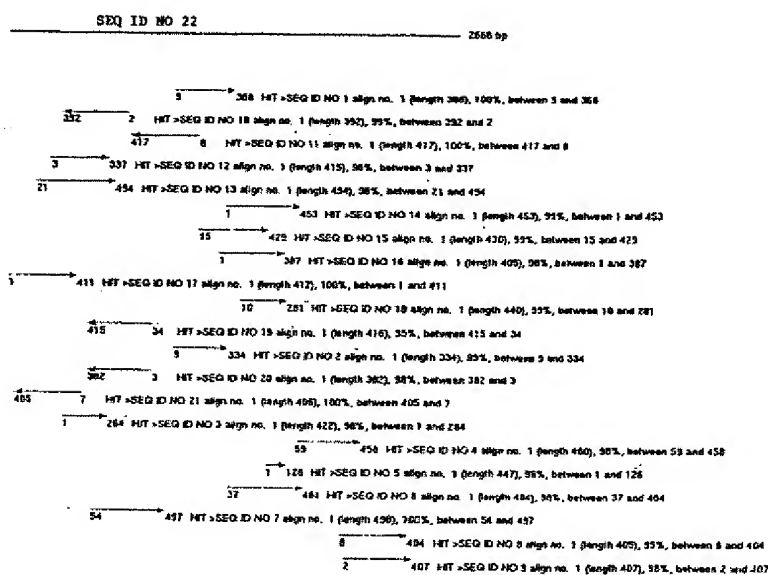 SEQ ID NO 22
2668 bp
9 368 HIT >SEQ ID NO 1 align no. 1 (length 368), 100%, between 9 and 368
392 2 HIT >SEQ ID NO 10 align no. 1 (length 392), 99%, between 392 and 2
417 8 HIT >SEQ ID NO 11 align no. 1 (length 417), 100%, between 417 and 8
3 337 HIT >SEQ ID NO 12 align no. 1 (length 415), 98%, between 3 and 337
21 494 HIT >SEQ ID NO 13 align no. 1 (length 494), 98%, between 21 and 494
1 453 HIT >SEQ ID NO 14 align no. 1 (length 453), 99%, between 1 and 453
15 429 HIT >SEQ ID NO 15 align no. 1 (length 430), 99%, between 15 and 429
1 387 HIT >SEQ ID NO 16 align no. 1 (length 405), 98%, between 1 and 387
1 411 HIT >SEQ ID NO 17 align no. 1 (length 412), 100%, between 1 and 411
10 281 HIT >SEQ ID NO 18 align no. 1 (length 440), 99%, between 10 and 281
415 34 HIT >SEQ ID NO 19 align no. 1 (length 416), 95%, between 415 and 34
9 334 HIT >SEQ ID NO 2 align no. 1 (length 334), 99%, between 9 and 334
382 3 HIT >SEQ ID NO 20 align no. 1 (length 382), 98%, between 382 and 3
405 7 HIT >SEQ ID NO 21 align no. 1 (length 406), 100%, between 405 and 7
1 264 HIT >SEQ ID NO 3 align no. 1 (length 422), 98%, between 1 and 264
59 458 HIT >SEQ ID NO 4 align no. 1 (length 460), 98%, between 59 and 458
1 126 HIT >SEQ ID NO 5 align no. 1 (length 447), 98%, between 1 and 126
37 HIT >SEQ ID NO 6 align no. 1 (length 484), 98%, between 37 and
54 497 HIT >SEQ ID NO 7 align no. 1 (length 498), 100%, between 54 and 497
8 404 HIT >SEQ ID NO 8 align no. 1 (length 405), 99%, between 8 and 404
2 407 HIT >SEQ ID NO 9 align no. 1 (length 407), 98%, between 2 and 407